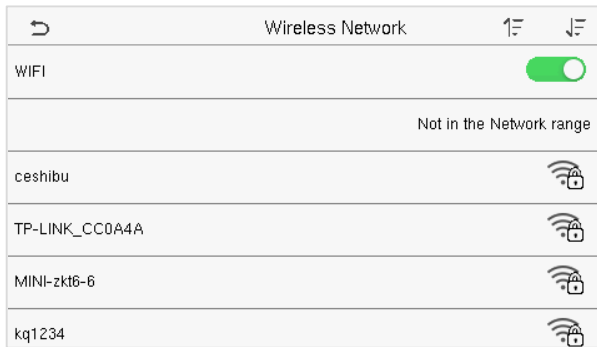 Wireless Network
WIFI
Not in the Network range
ceshibu
TP-LINK_CC0A4A
MINI-zkt6-6
kq1234